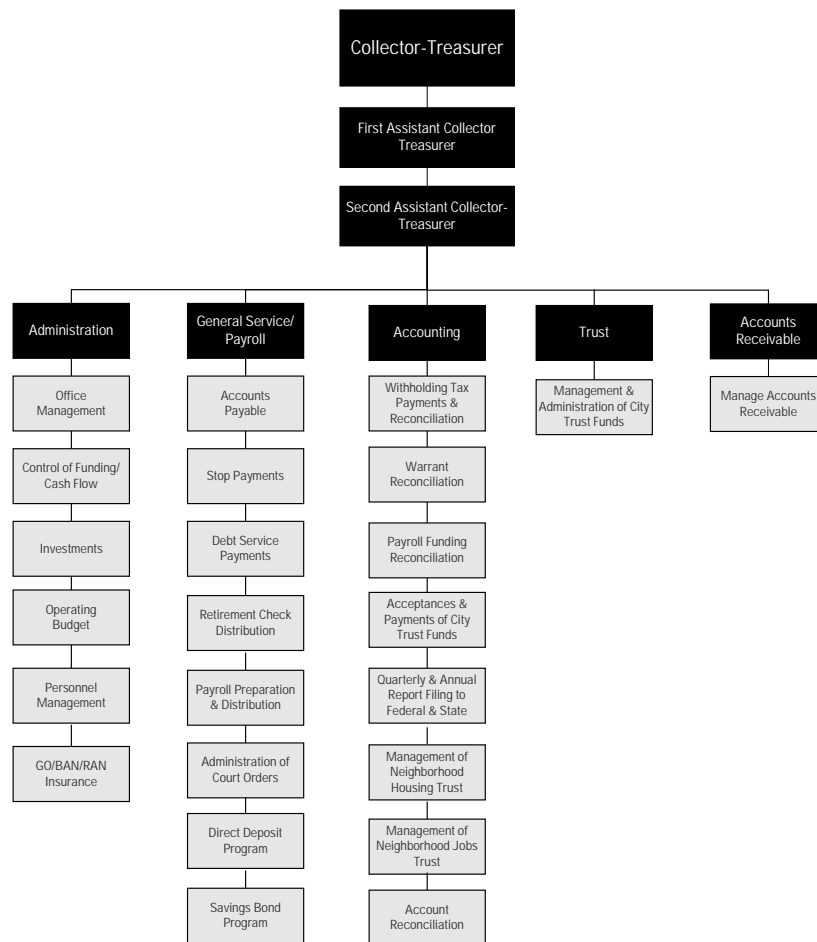 Collector-Treasurer
First Assistant Collector
Treasurer
Second Assistant Collector-
Treasurer
Administration
General Service/
Payroll
Accounting
Trust
Accounts
Receivable
Office
Management
Control of Funding/
Cash Flow
Investments
Operating
Budget
Personnel
Management
GO/BAN/RAN
Insurance
Accounts
Payable
Stop Payments
Debt Service
Payments
Retirement Check
Distribution
Payroll Preparation
& Distribution
Administration of
Court Orders
Direct Deposit
Program
Savings Bond
Program
Withholding Tax
Payments &
Reconciliation
Warrant
Reconciliation
Payroll Funding
Reconciliation
Acceptances &
Payments of City
Trust Funds
Quarterly & Annual
Report Filing to
Federal & State
Management of
Neighborhood
Housing Trust
Management of
Neighborhood Jobs
Trust
Account
Reconciliation
Management &
Administration of City
Trust Funds
Manage Accounts
Receivable